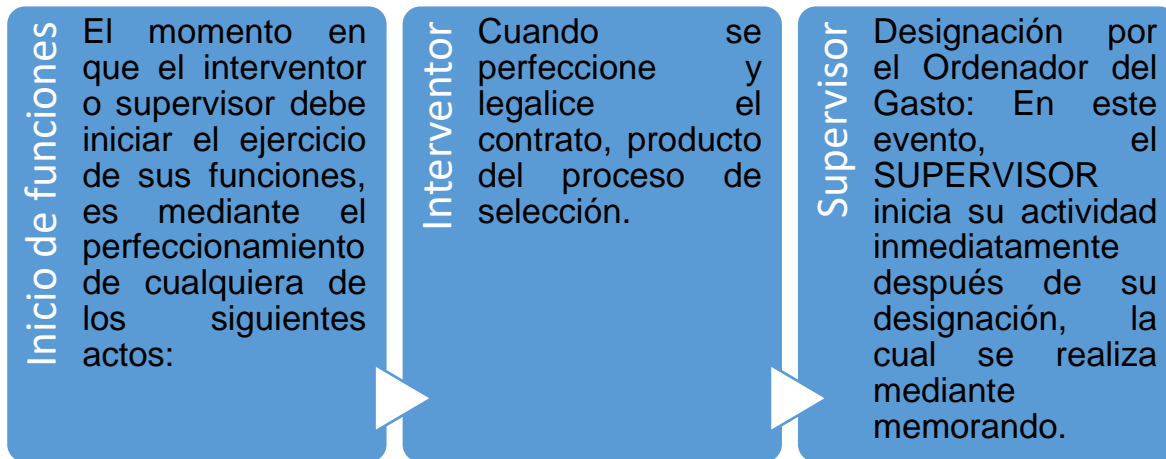 Inicio de funciones
El momento en
que el interventor
o supervisor debe
iniciar el ejercicio
de sus funciones,
es mediante el
perfeccionamiento
de cualquiera de
los siguientes
actos:
Interventor
Cuando se
perfeccione y
legalice el
contrato, producto
del proceso de
selección.
Supervisor
Designación por
el Ordenador del
Gasto: En este
evento, el
SUPERVISOR
inicia su actividad
inmediatamente
después de su
designación, la
cual se realiza
mediante
memorando.